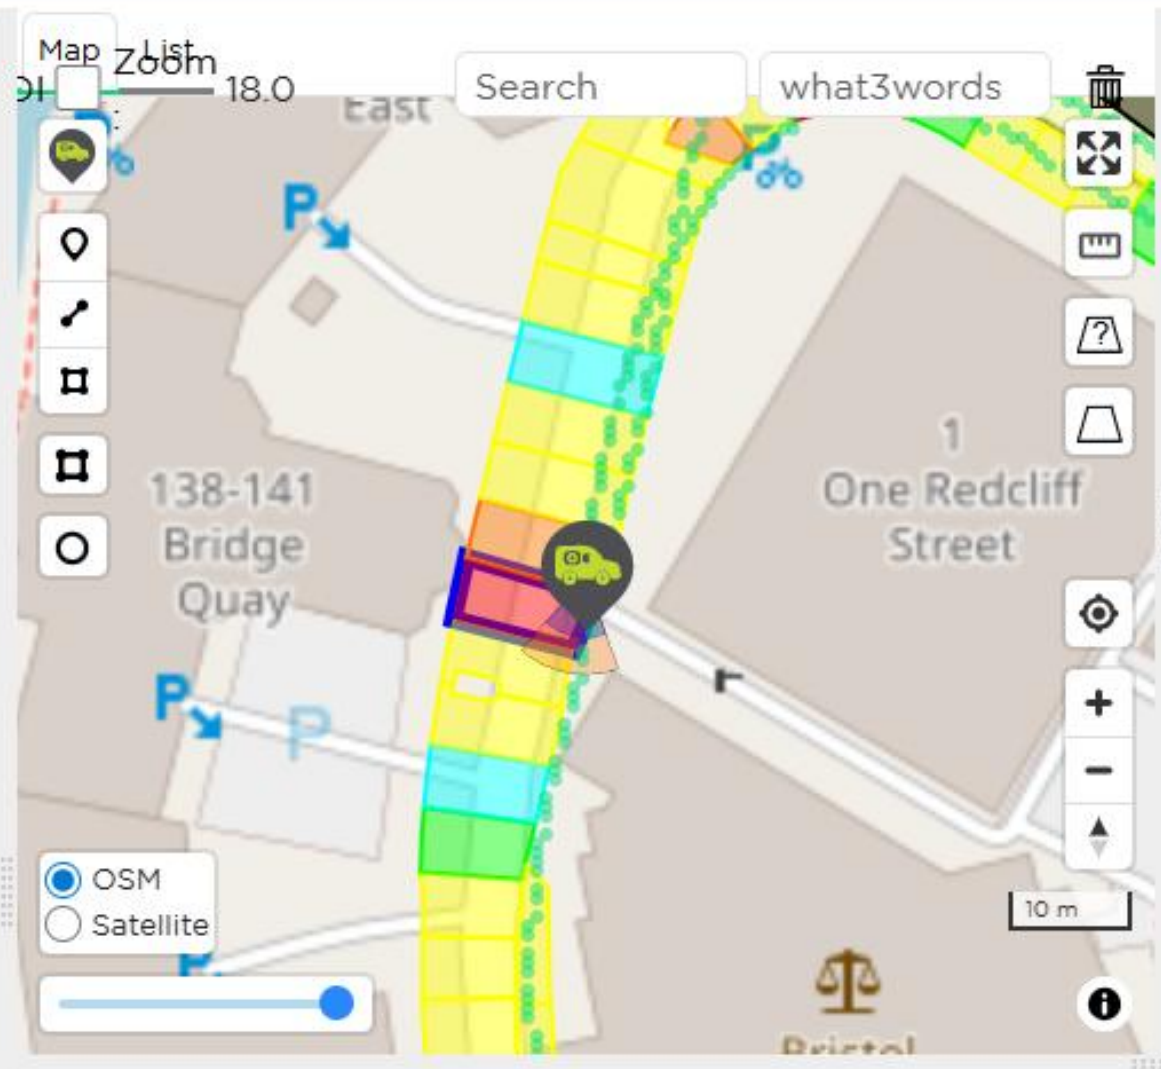 Map List
Zoom
18.0
Search
what3words
East
P
P
P
?
1
One Redcliff
Street
138-141
Bridge
Quay
P
P
OSM
Satellite
P
10 m
i
Bristol